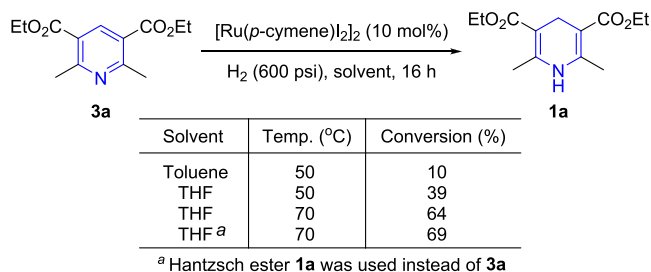 EtO₂C CO₂Et
N
3a
[Ru(p-cymene)I₂]₂ (10 mol%)
H₂ (600 psi), solvent, 16 h
EtO₂C CO₂Et
N
H
1a
Solvent Temp. (°C) Conversion (%)
Toluene 50 10
THF 50 39
THF 70 64
THF ᵃ 70 69
ᵃ Hantzsch ester 1a was used instead of 3a